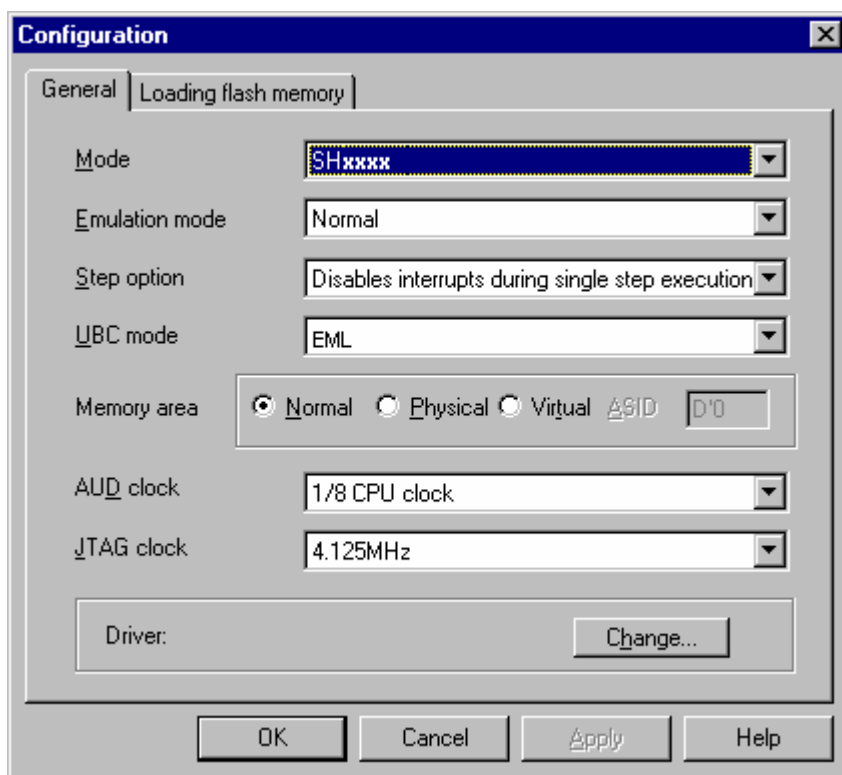 Configuration
General Loading flash memory
Mode SHxxxx
Emulation mode Normal
Step option Disables interrupts during single step execution
UBC mode EML
Memory area Normal Physical Virtual ASID D'0
AUD clock 1/8 CPU clock
JTAG clock 4.125MHz
Driver: Change...
OK Cancel Apply Help